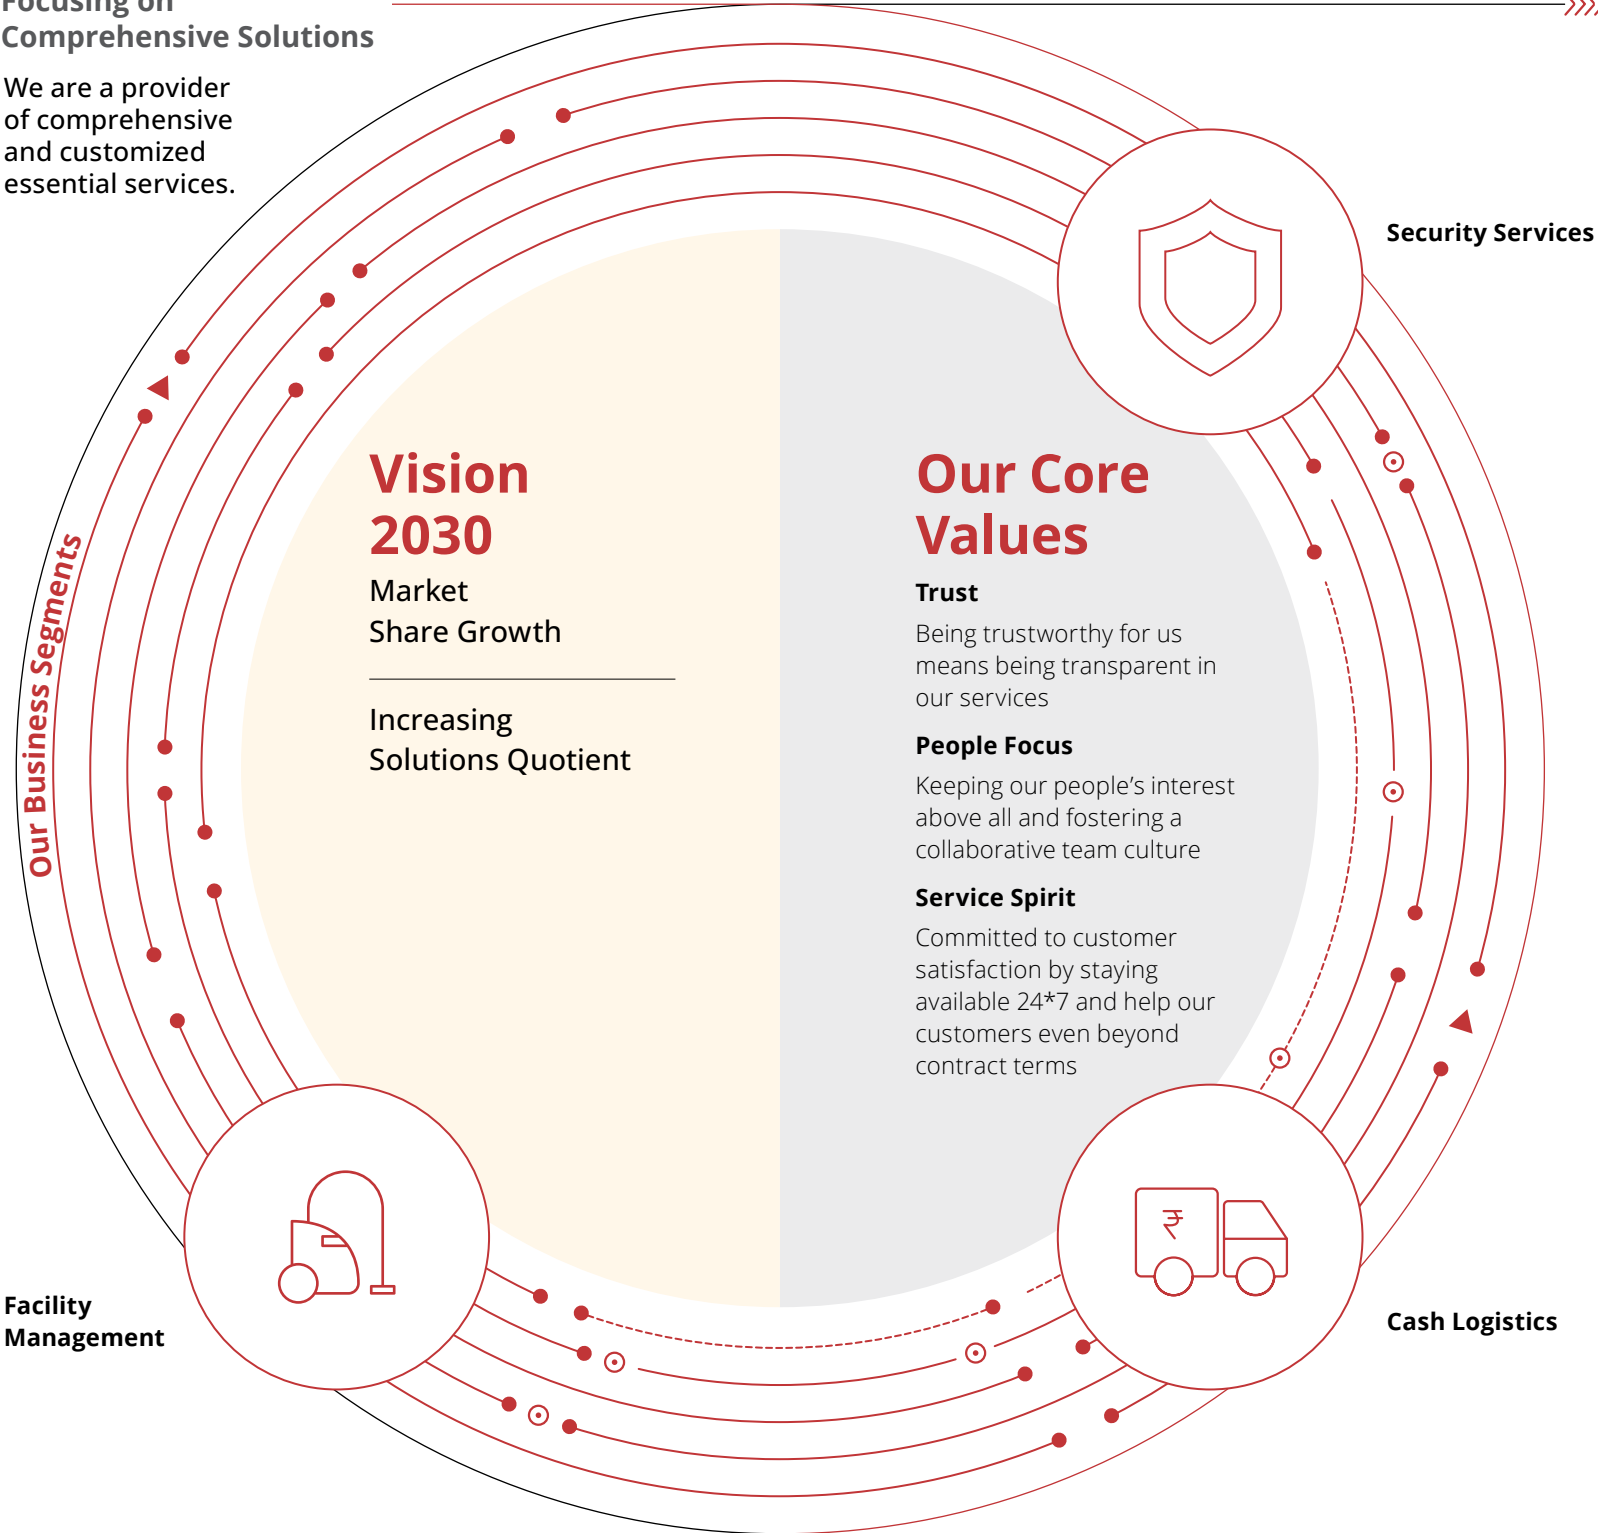 Focusing on
Comprehensive Solutions
We are a provider
of comprehensive
and customized
essential services.
Security Services
Our Business Segments
Vision
2030
Market
Share Growth
Increasing
Solutions Quotient
Our Core
Values
Trust
Being trustworthy for us
means being transparent in
our services
People Focus
Keeping our people’s interest
above all and fostering a
collaborative team culture
Service Spirit
Committed to customer
satisfaction by staying
available 24*7 and help our
customers even beyond
contract terms
₹
Facility
Management
Cash Logistics